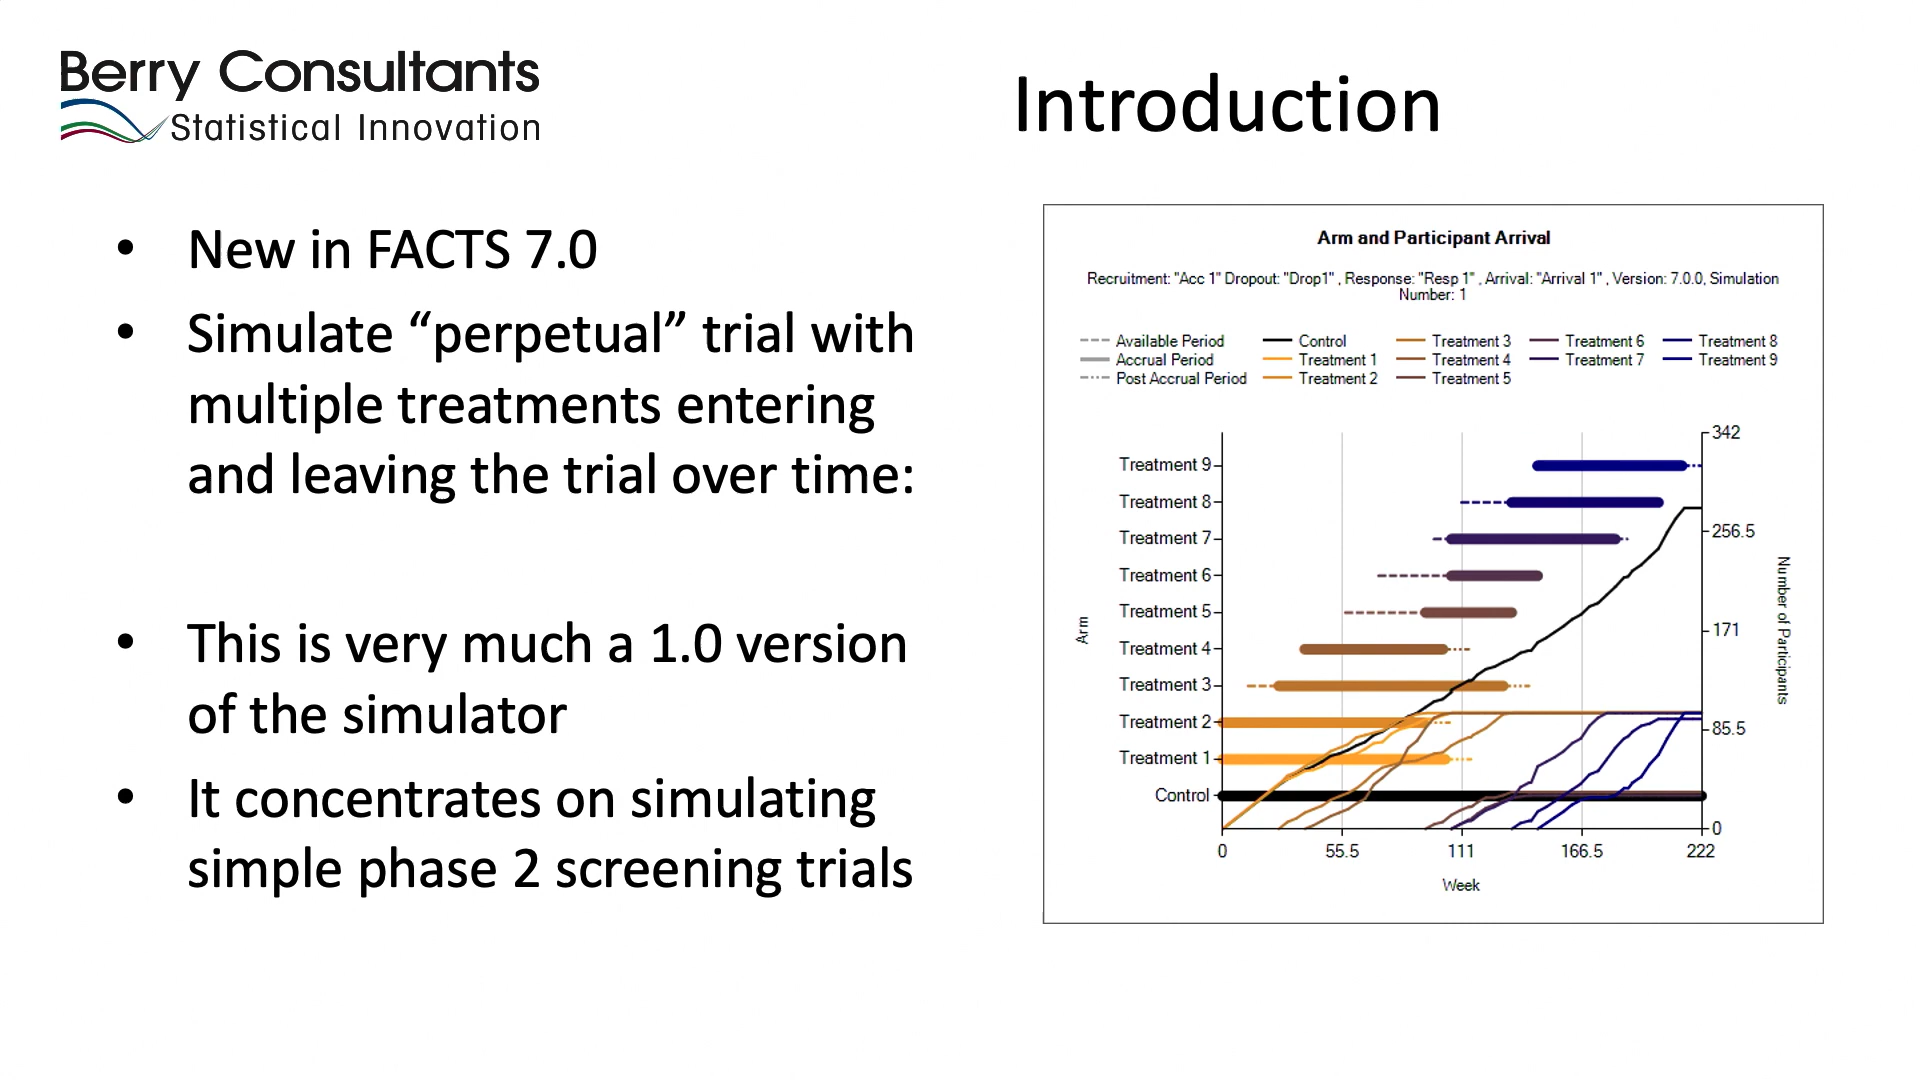 Berry Consultants
Statistical Innovation
Introduction
• New in FACTS 7.0
• Simulate “perpetual” trial with
multiple treatments entering
and leaving the trial over time:
• This is very much a 1.0 version
of the simulator
• It concentrates on simulating
simple phase 2 screening trials
Arm and Participant Arrival
Recruitment: "Acc 1" Dropout: "Drop1" , Response: "Resp 1" , Arrival: "Arrival 1" , Version: 7.0.0, Simulation
Number: 1
Available Period Control Treatment 3 Treatment 6 Treatment 8
Accrual Period Treatment 1 Treatment 4 Treatment 7 Treatment 9
Post Accrual Period Treatment 2 Treatment 5
Arm
Treatment 9
Treatment 8
Treatment 7
Treatment 6
Treatment 5
Treatment 4
Treatment 3
Treatment 2
Treatment 1
Control
342
256.5
171
85.5
0
Number of Participants
0 55.5 111 166.5 222
Week